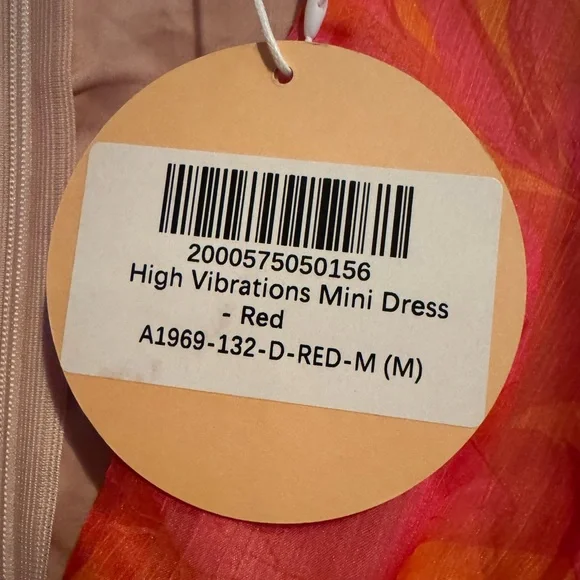 2000575050156
High Vibrations Mini Dress
- Red
A1969-132-D-RED-M (M)